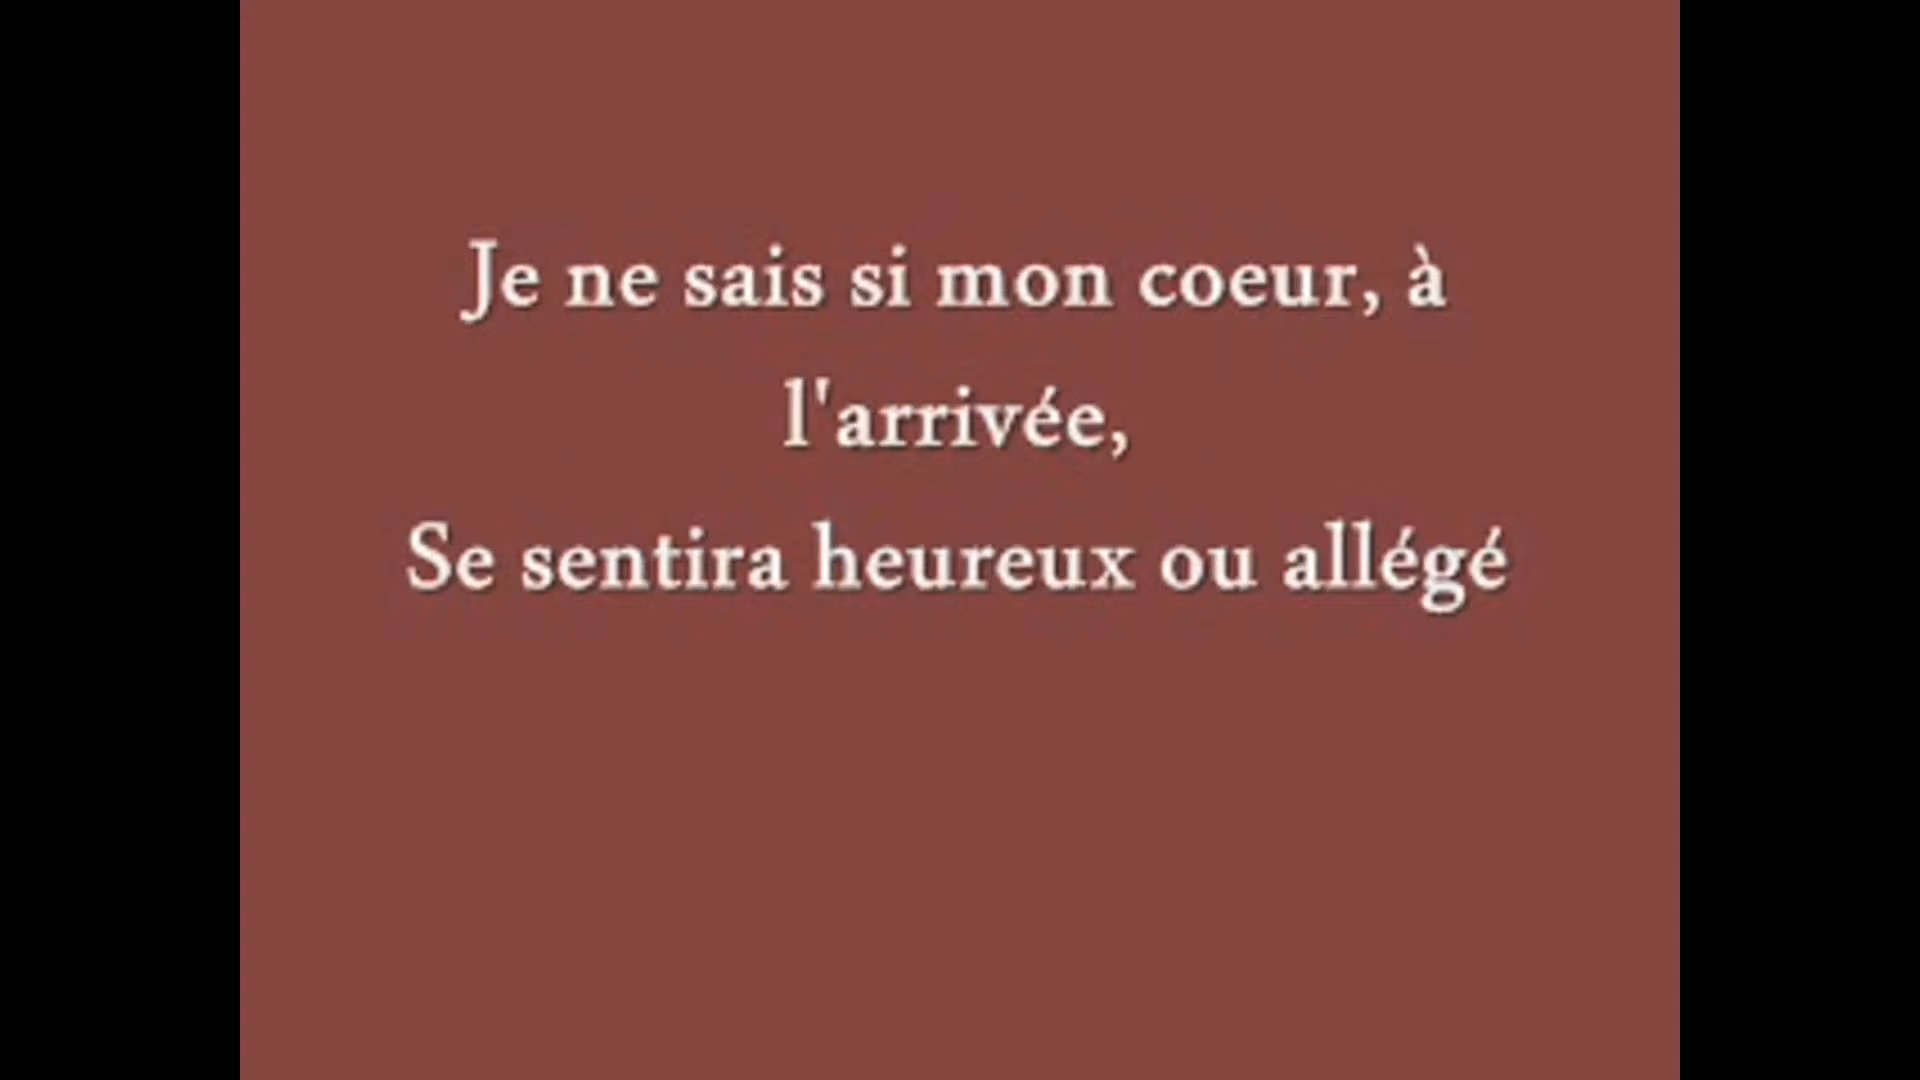 Je ne sais si mon coeur, à
l'arrivée,
Se sentira heureux ou allégé